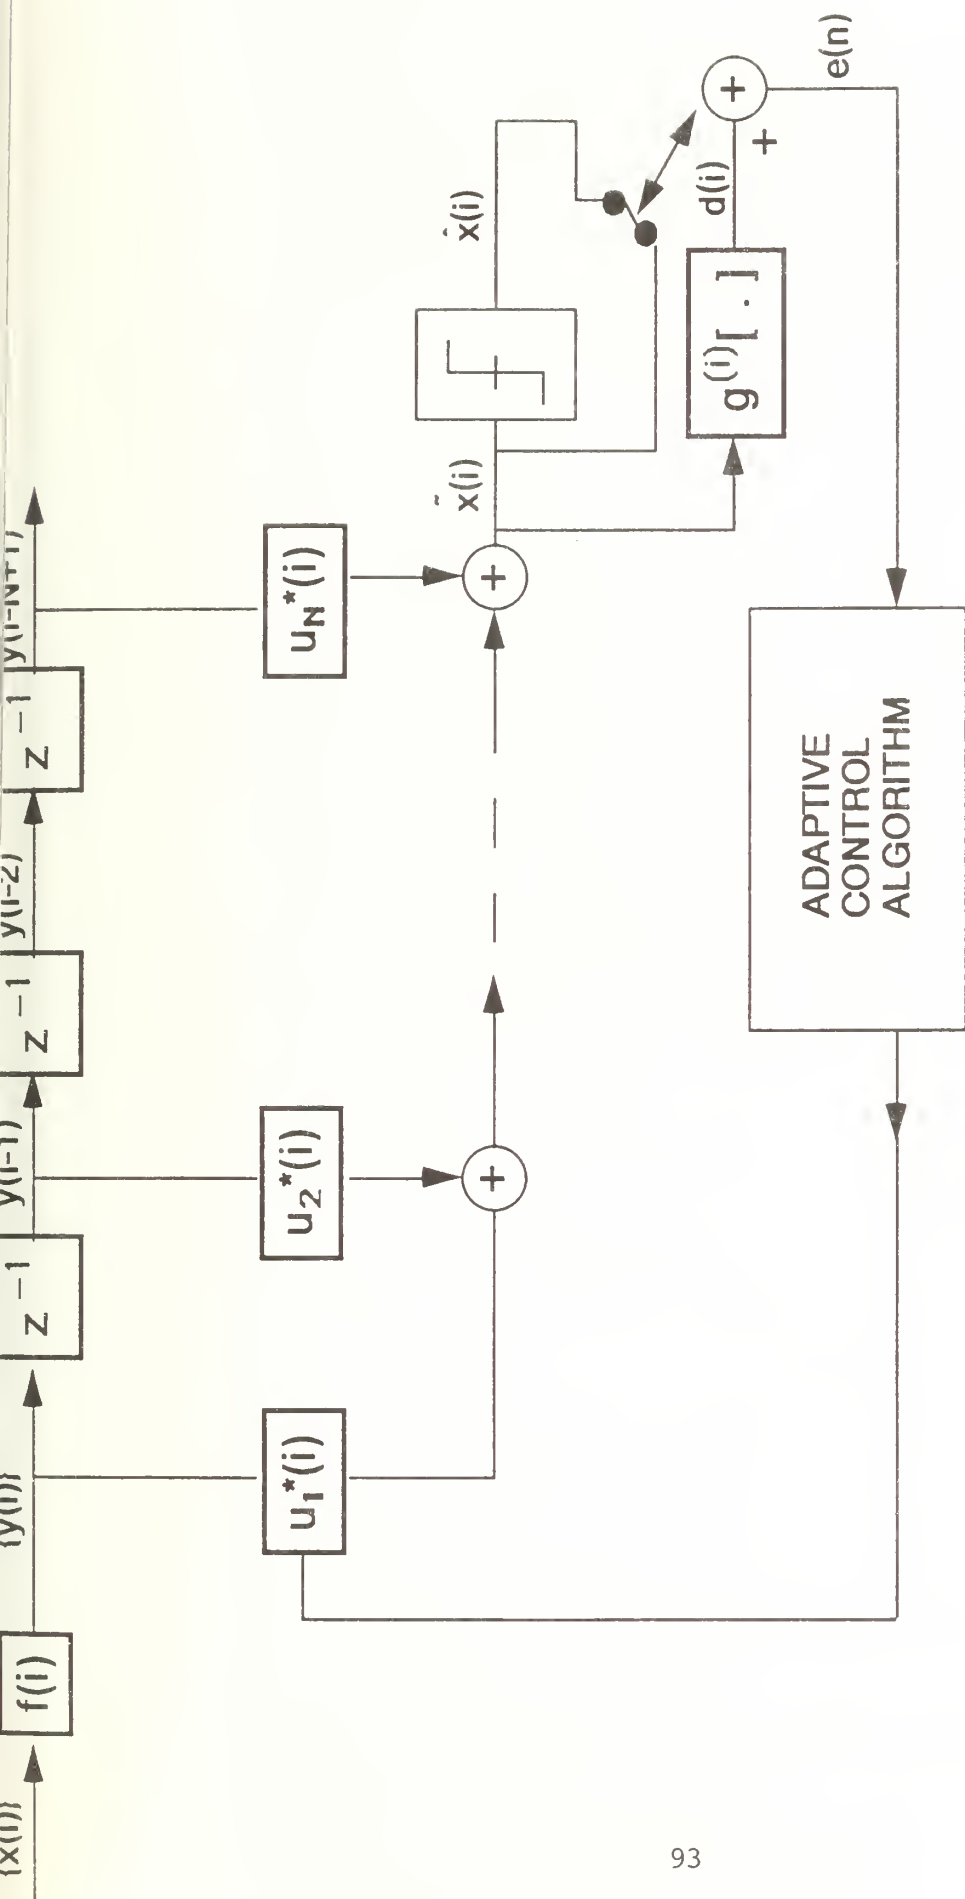 {x(i)}
f(i)
{y(i)}
z⁻¹
y(i-1)
z⁻¹
y(i-2)
z⁻¹
y(i-N+1)
u₁*(i)
u₂*(i)
u_N*(i)
+
+
x̃(i)
x̂(i)
g⁽ⁱ⁾[ . ]
d(i)
+
+
e(n)
ADAPTIVE
CONTROL
ALGORITHM
93